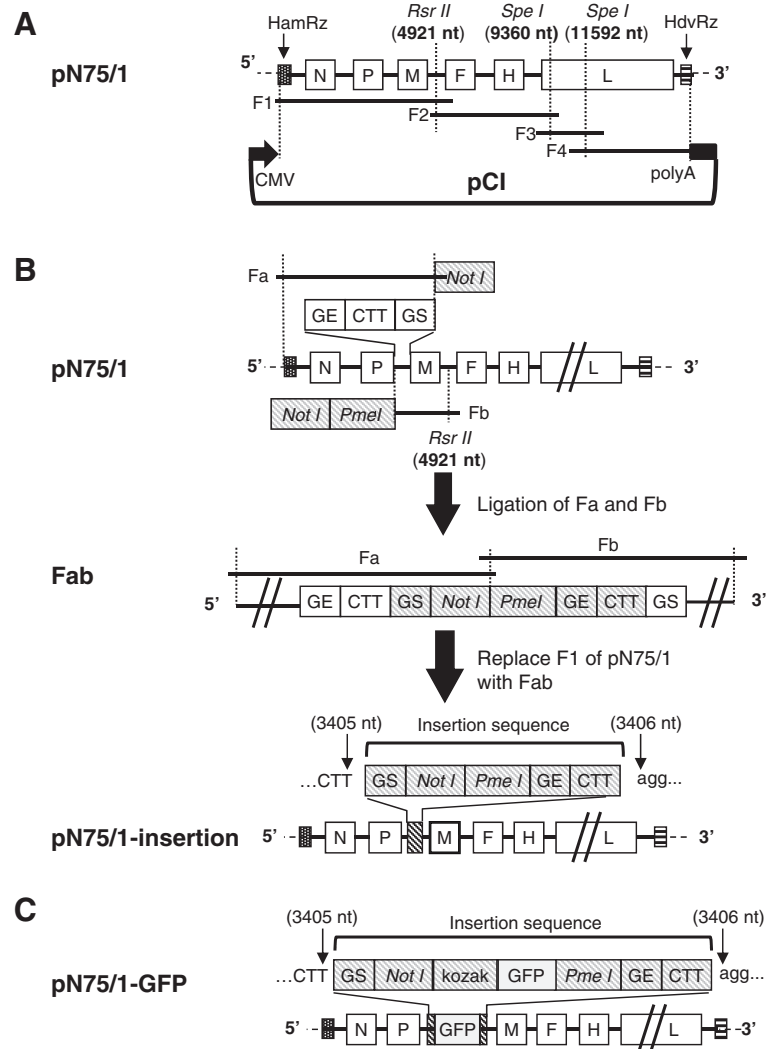 A
HamRz
Rsr II
(4921 nt)
Spe I
(9360 nt)
Spe I
(11592 nt)
HdvRz
pN75/1
5’ N P M F H L 3’
F1
F2
F3
F4
CMV
pCI
polyA
B
Fa
Not I
GE CTT GS
pN75/1
5’ N P M F H L 3’
Not I PmeI
Fb
Rsr II
(4921 nt)
Ligation of Fa and Fb
Fab
Fa
Fb
5’ GE CTT GS Not I PmeI GE CTT GS 3’
Replace F1 of pN75/1
with Fab
(3405 nt)
Insertion sequence
(3406 nt)
...CTT GS Not I Pme I GE CTT agg...
pN75/1-insertion
5’ N P M F H L 3’
C
(3405 nt)
Insertion sequence
(3406 nt)
pN75/1-GFP
...CTT GS Not I kozak GFP Pme I GE CTT agg...
5’ N P GFP M F H L 3’